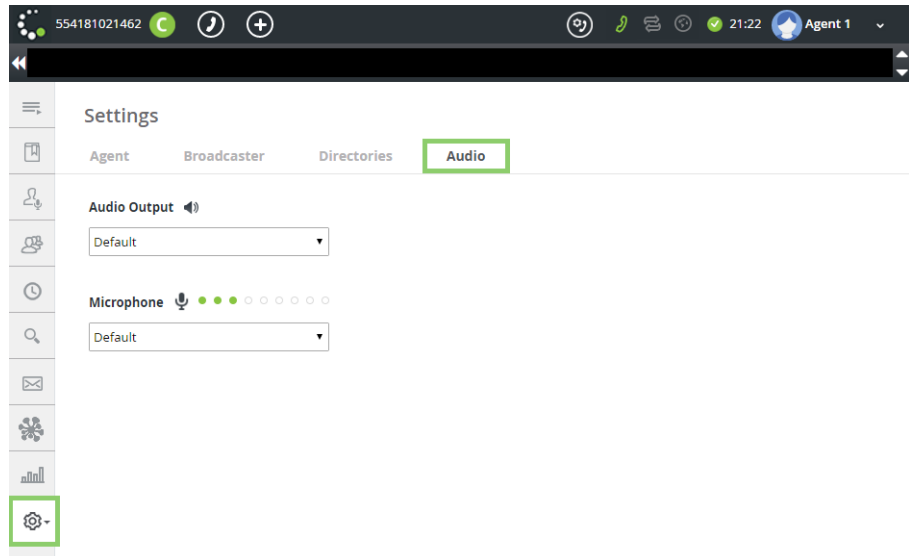 554181021462 C 21:22 Agent 1
Settings
Agent Broadcaster Directories Audio
Audio Output
Default
Microphone
Default